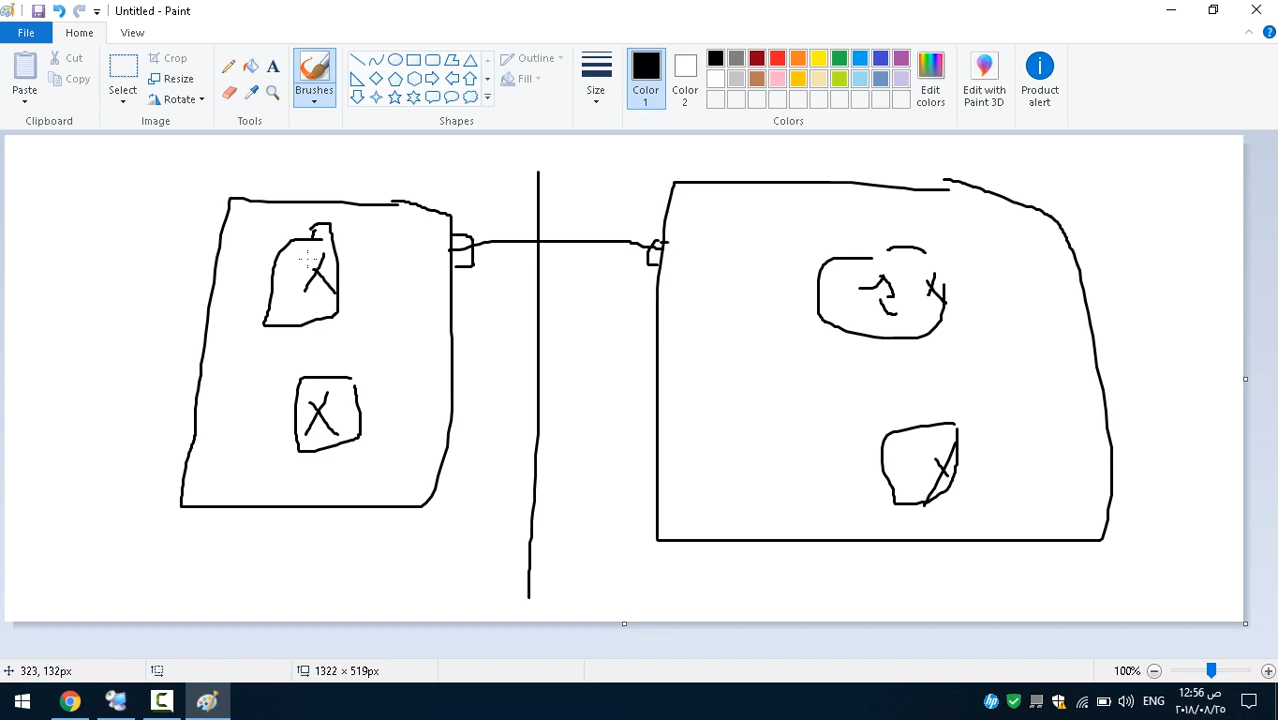 Untitled - Paint
File Home View
Cut
Copy
Paste
Clipboard
Crop
Resize
Rotate
Select
Image
A
Tools
Brushes
Outline
Fill
Shapes
Size
Color 1
Color 2
Edit colors
Colors
Edit with Paint 3D
Product alert
X
X
X
X
323, 132px
1322 × 519px
100%
ENG
12:56 ص
٢٠١٨/٠٨/٢٥